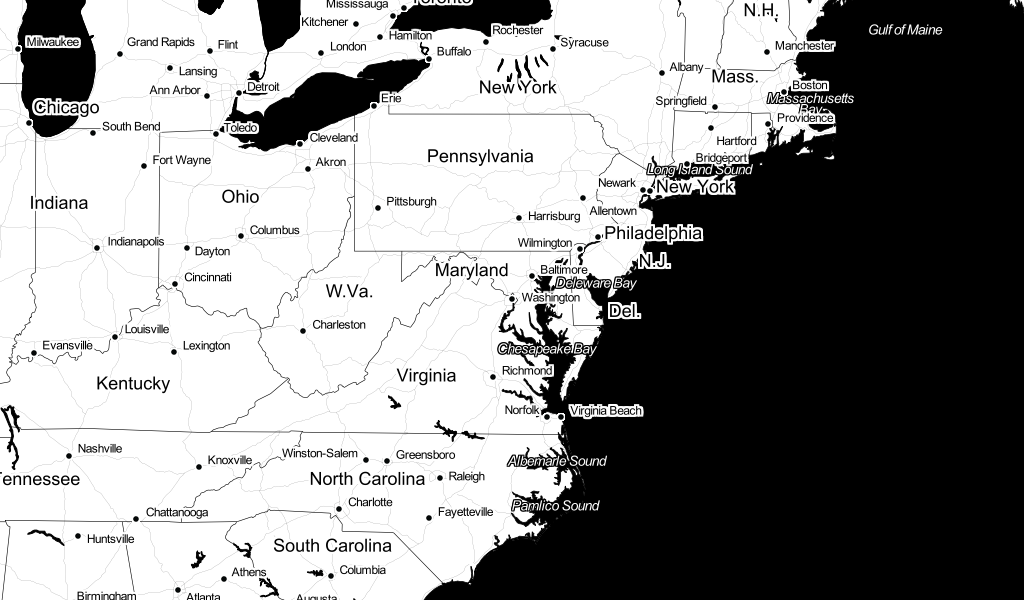 Toronto
Mississauga
N.H.
Kitchener
Gulf of Maine
Rochester
Hamilton
Milwaukee
Grand Rapids
Flint
London
Syracuse
Manchester
Buffalo
Lansing
Albany
Mass.
Detroit
New York
Boston
Ann Arbor
Erie
Massachusetts
Bay
Springfield
Chicago
Providence
South Bend
Toledo
Cleveland
Hartford
Fort Wayne
Akron
Pennsylvania
Bridgeport
Long Island Sound
Newark
New York
Indiana
Ohio
Pittsburgh
Allentown
Harrisburg
Columbus
Philadelphia
Indianapolis
Dayton
Wilmington
N.J.
Maryland
Baltimore
Cincinnati
Deleware Bay
W.Va.
Washington
Del.
Charleston
Louisville
Evansville
Lexington
Chesapeake Bay
Richmond
Kentucky
Virginia
Norfolk
Virginia Beach
Nashville
Winston-Salem
Greensboro
Knoxville
Albemarle Sound
Tennessee
North Carolina
Raleigh
Charlotte
Pamlico Sound
Chattanooga
Fayetteville
Huntsville
South Carolina
Athens
Columbia
Birmingham
Atlanta
Augusta